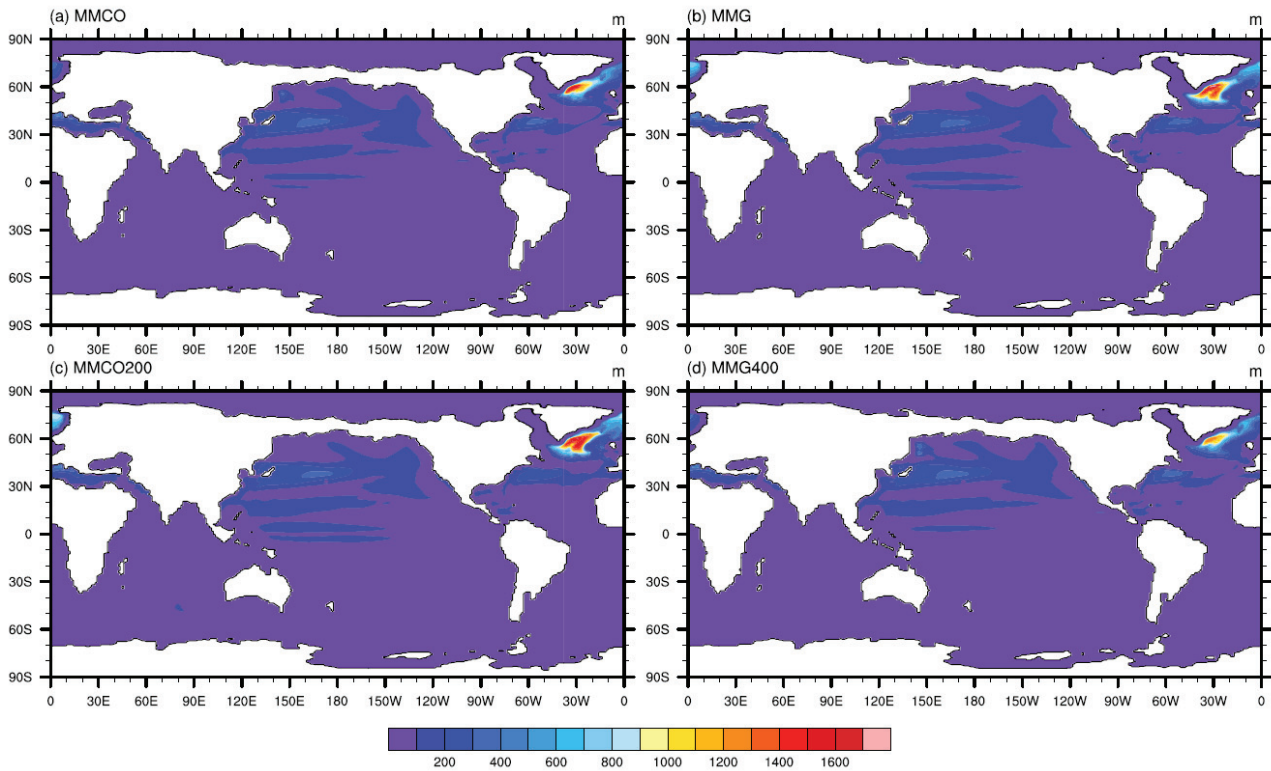 (a) MMCO m
90N
60N
30N
0
30S
60S
90S
0 30E 60E 90E 120E 150E 180 150W 120W 90W 60W 30W 0
(b) MMG m
90N
60N
30N
0
30S
60S
90S
0 30E 60E 90E 120E 150E 180 150W 120W 90W 60W 30W 0
(c) MMCO200 m
90N
60N
30N
0
30S
60S
90S
0 30E 60E 90E 120E 150E 180 150W 120W 90W 60W 30W 0
(d) MMG400 m
90N
60N
30N
0
30S
60S
90S
0 30E 60E 90E 120E 150E 180 150W 120W 90W 60W 30W 0
200 400 600 800 1000 1200 1400 1600